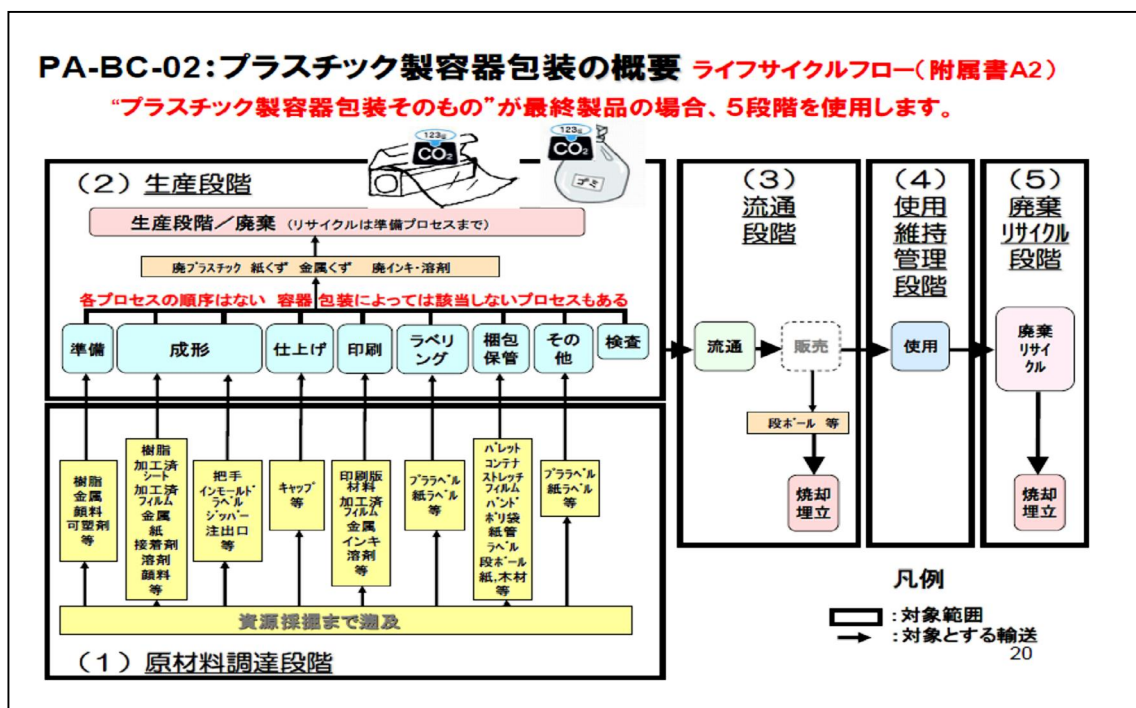 PA-BC-02：プラスチック製容器包装の概要 ライフサイクルフロー（附属書A2）
“プラスチック製容器包装そのもの”が最終製品の場合、５段階を使用します。
（２）生産段階
123g
CO2
123g
CO2
ゴミ
生産段階／廃棄（リサイクルは準備プロセスまで）
廃プラスチック 紙くず 金属くず 廃インキ・溶剤
各プロセスの順序はない 容器包装によっては該当しないプロセスもある
準備
成形
仕上げ
印刷
ラベリ
ング
梱包
保管
その
他
検査
樹脂
金属
顔料
可塑剤
等
樹脂
加工済
シート
加工済
フィルム
金属
紙
接着剤
溶剤
顔料
等
把手
インモールド
ラベル
ジッパー
注出口
等
キャップ
等
印刷版
材料
加工済
フィルム
金属
インキ
溶剤
等
プララベル
紙ラベル
等
パレット
コンテナ
ストレッチ
フィルム
バンド
ポリ袋
紙管
ラベル
段ボール
紙,木材
等
プララベル
紙ラベル
等
資源採掘まで遡及
（１）原材料調達段階
（３）
流通
段階
流通
販売
段ボール 等
焼却
埋立
（４）
使用
維持
管理
段階
使用
（５）
廃棄
リサイクル
段階
廃棄
リサイ
クル
焼却
埋立
凡例
：対象範囲
：対象とする輸送
20